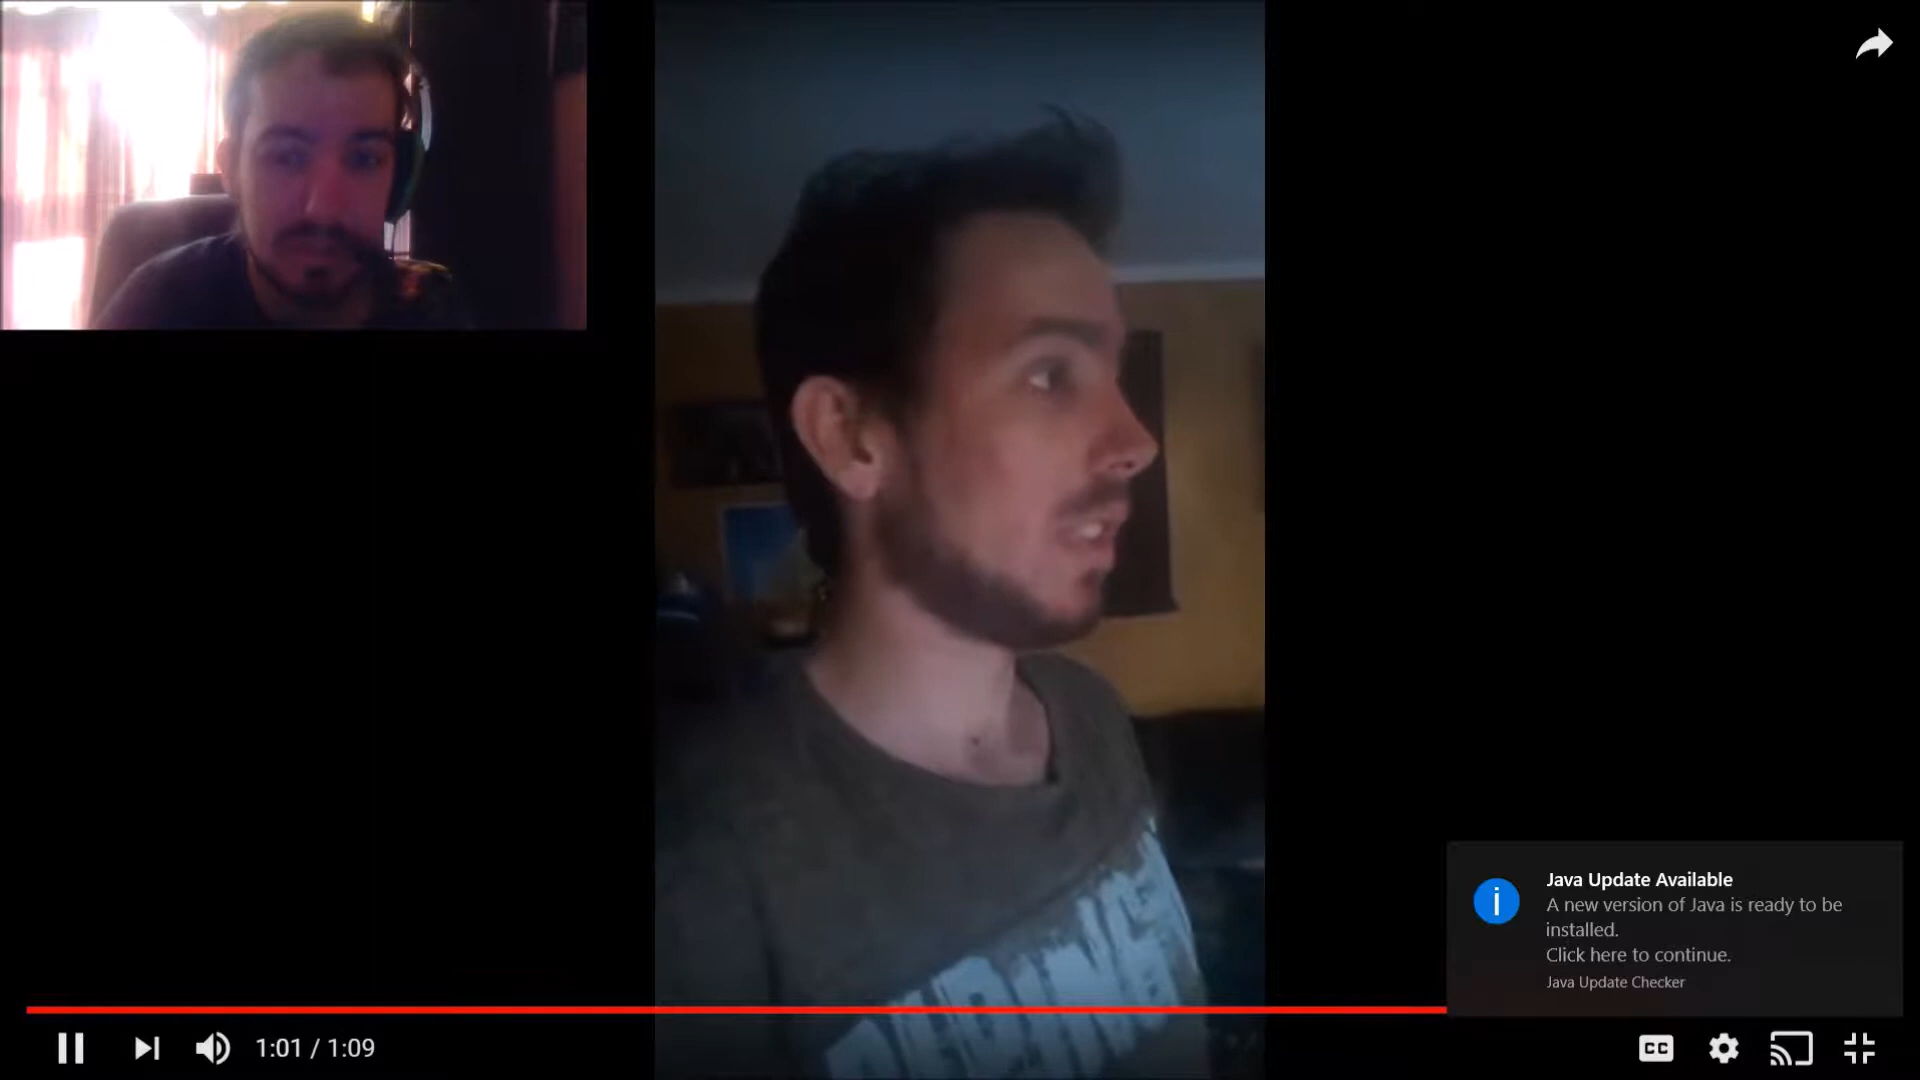 Java Update Available
A new version of Java is ready to be
installed.
Click here to continue.
Java Update Checker
1:01 / 1:09
CC